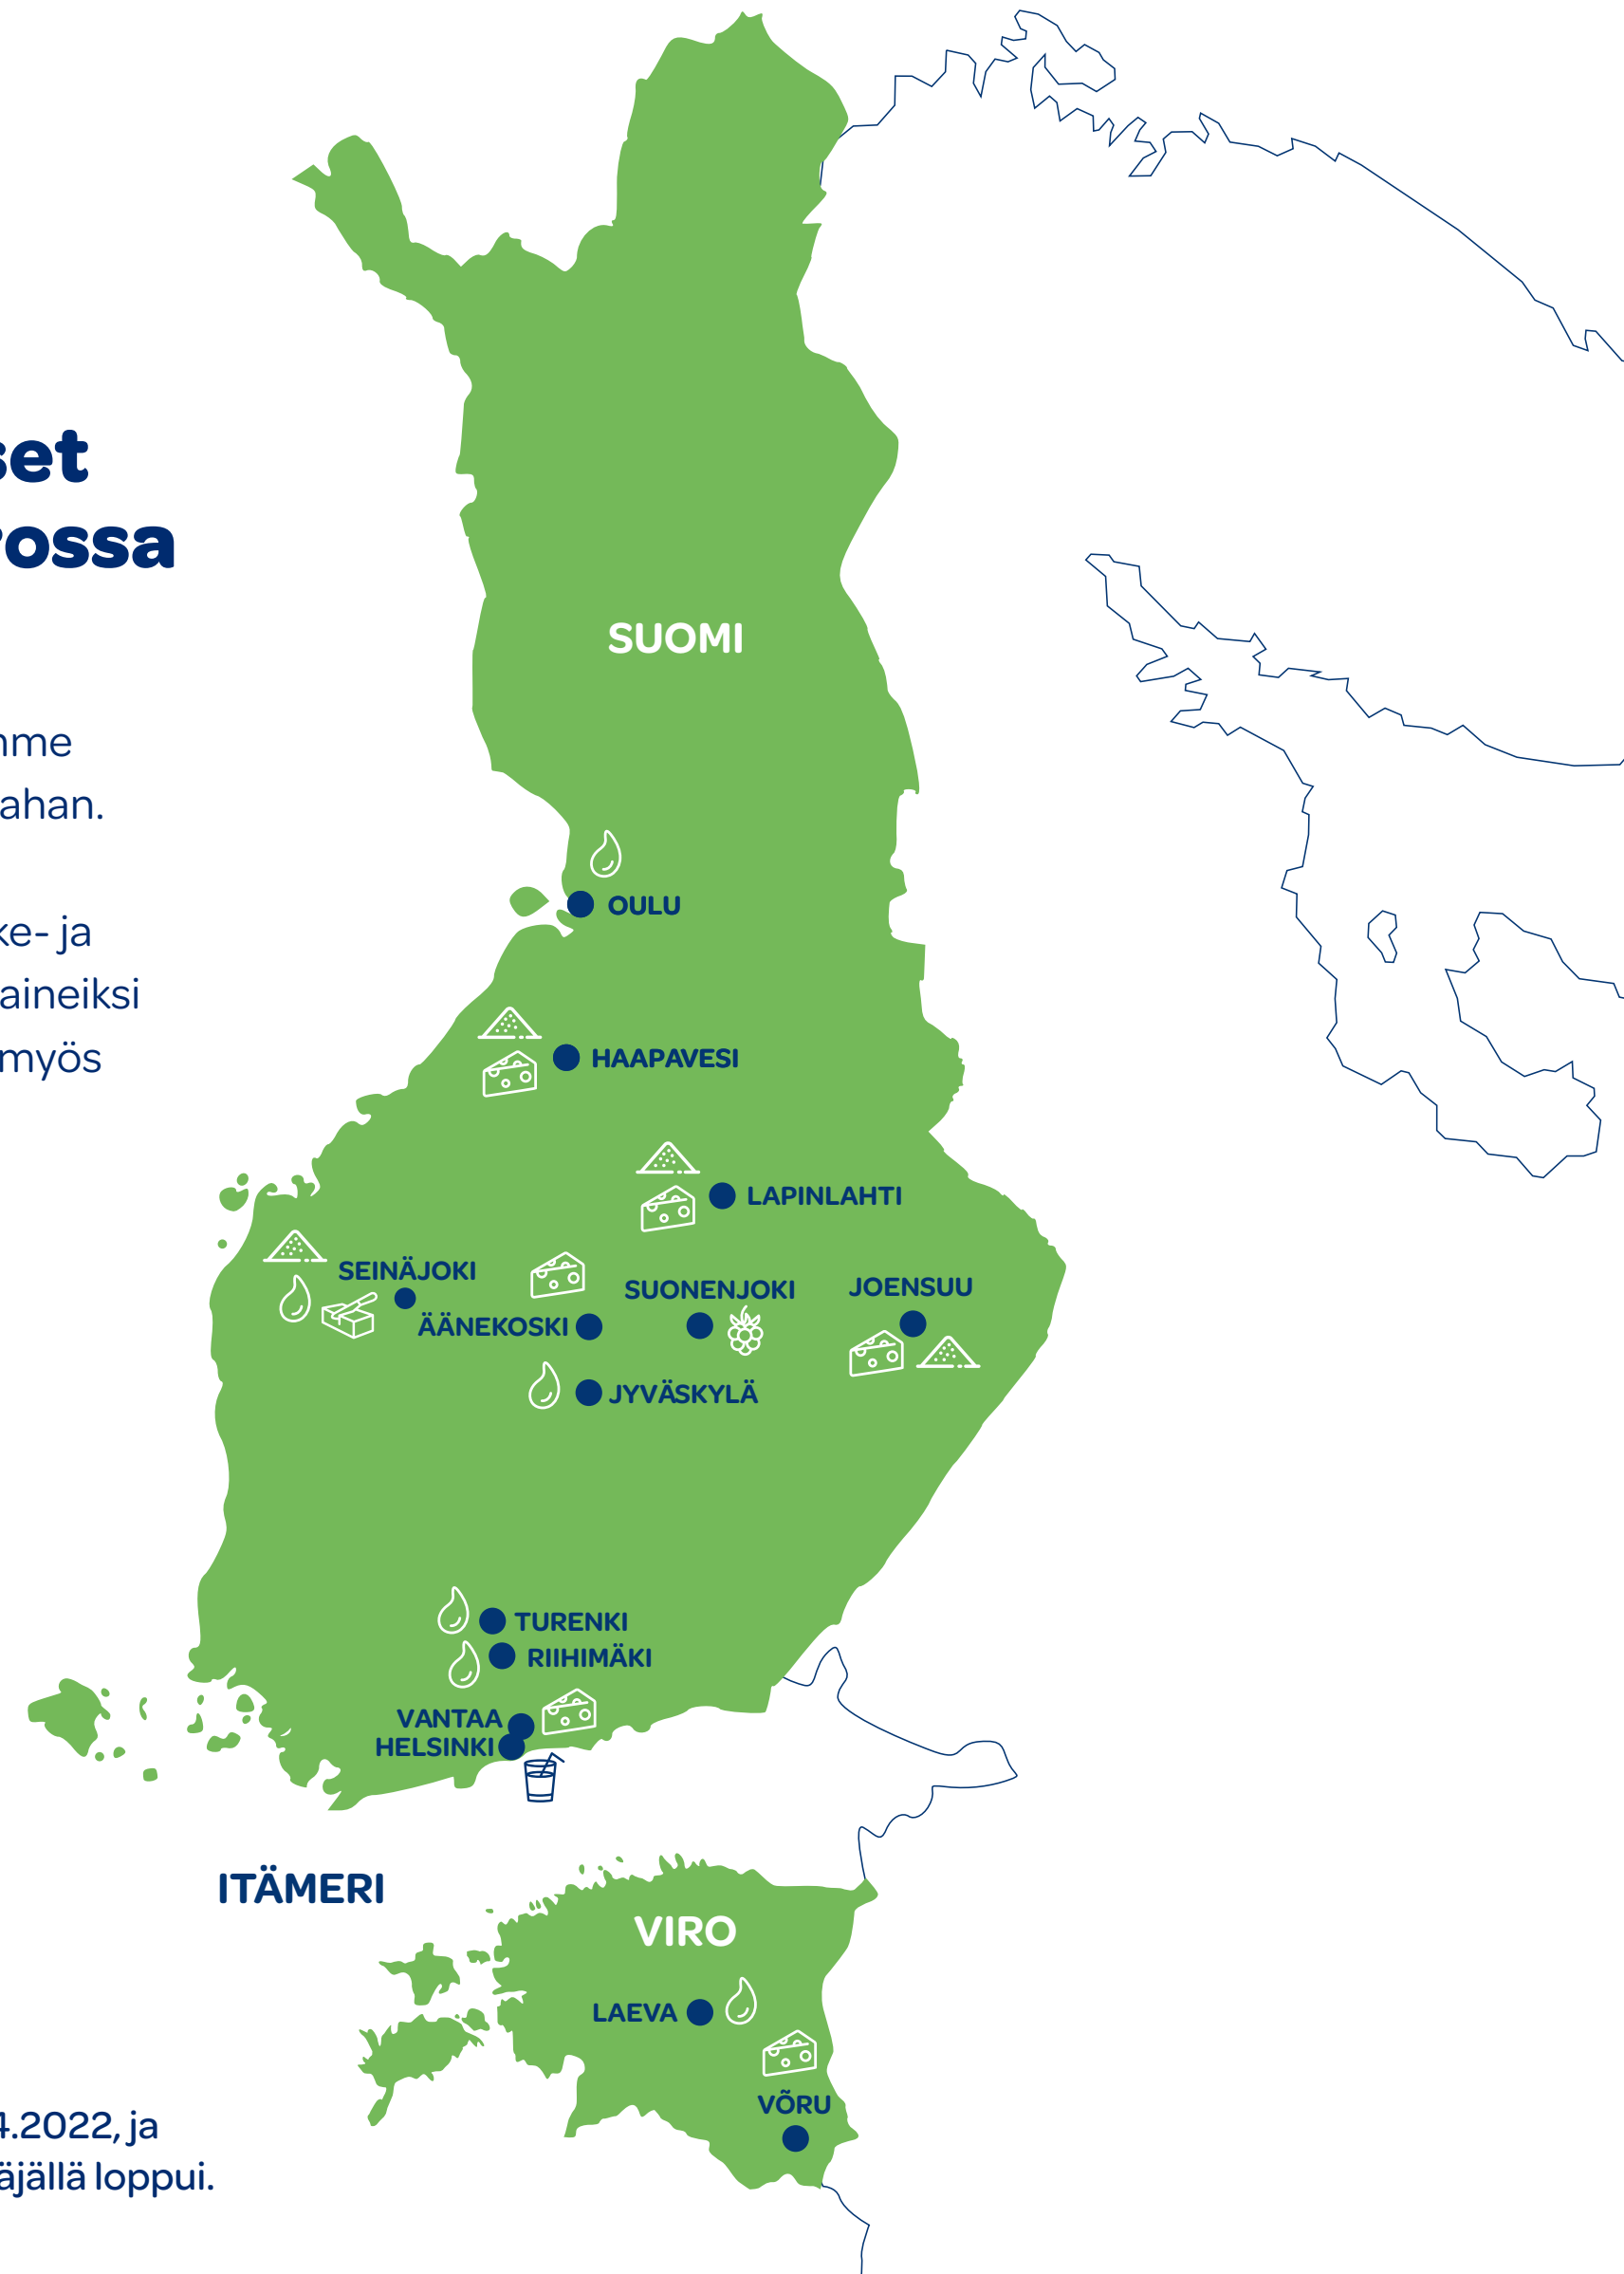 set
ossa
mme
ahan.
ke- ja
aineiksi
myös
SUOMI
OULU
HAAPAVESI
LAPINLAHTI
SEINÄJOKI
SUONENJOKI
JOENSUU
ÄÄNEKOSKI
JYVÄSKYLÄ
TURENKI
RIIHIMÄKI
VANTAA
HELSINKI
ITÄMERI
VIRO
LAEVA
VÕRU
4.2022, ja
äjällä loppui.